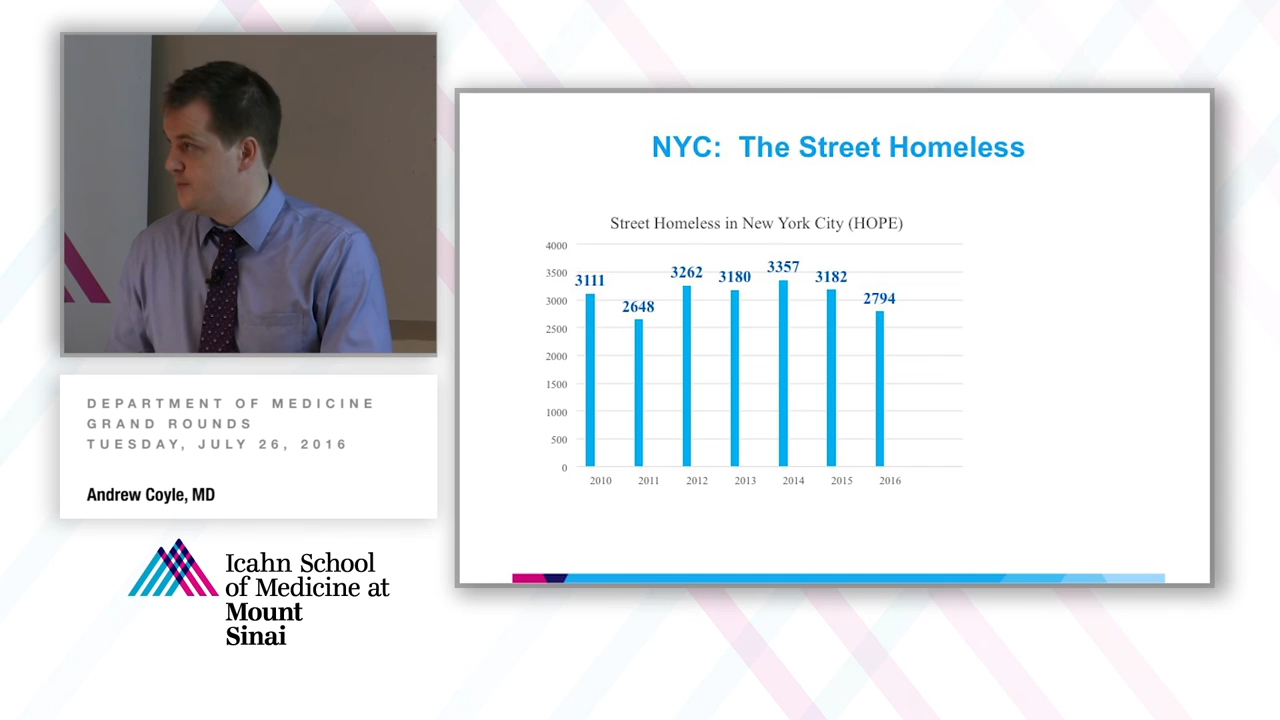 DEPARTMENT OF MEDICINE
GRAND ROUNDS
TUESDAY, JULY 26, 2016
Andrew Coyle, MD
Icahn School
of Medicine at
Mount
Sinai
NYC: The Street Homeless
Street Homeless in New York City (HOPE)
4000
3500
3000
2500
2000
1500
1000
500
0
3111
2648
3262
3180
3357
3182
2794
2010
2011
2012
2013
2014
2015
2016